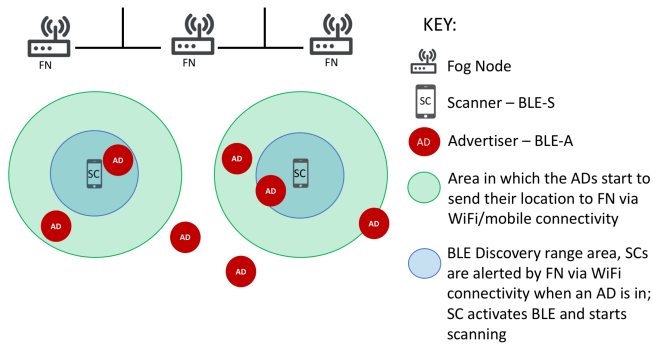 FN
FN
FN
SC
AD
AD
AD
SC
AD
AD
AD
AD
KEY:
Fog Node
SC
Scanner – BLE-S
AD
Advertiser – BLE-A
Area in which the ADs start to
send their location to FN via
WiFi/mobile connectivity
BLE Discovery range area, SCs
are alerted by FN via WiFi
connectivity when an AD is in;
SC activates BLE and starts
scanning